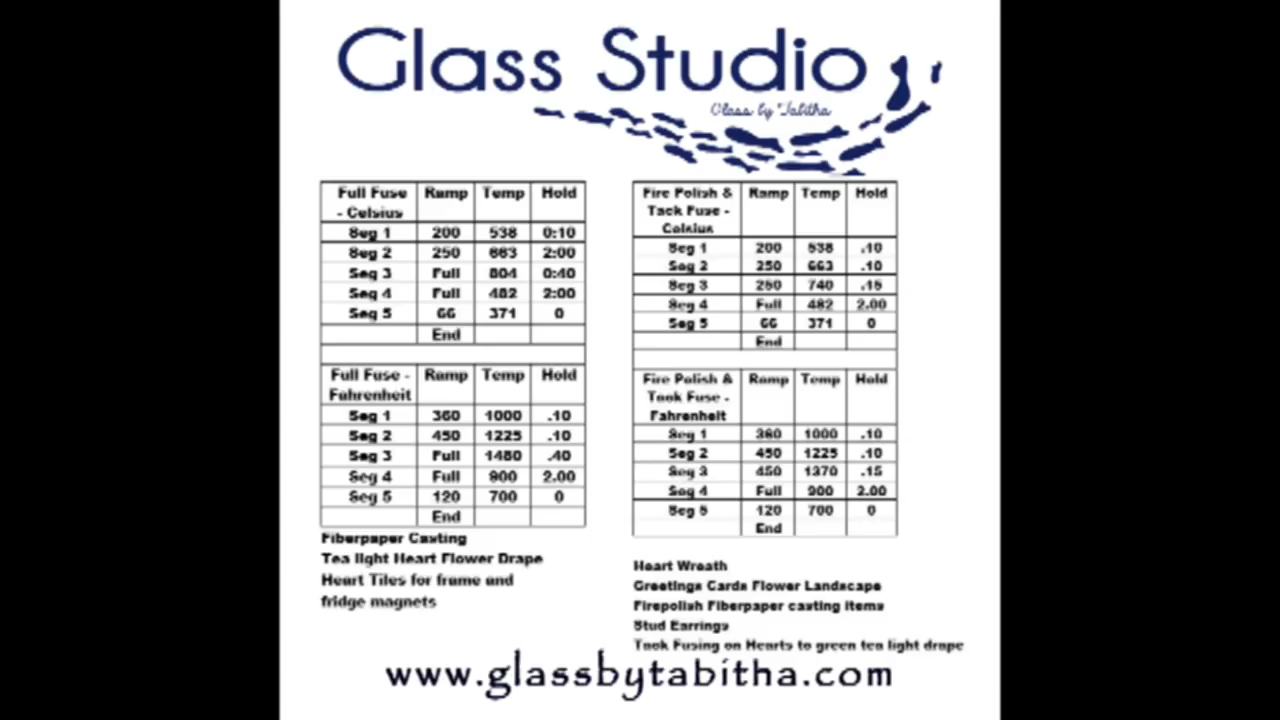 Glass Studio
Glass by Tabitha
Full Fuse - Celsius Ramp Temp Hold
Seg 1 200 538 0:10
Seg 2 250 663 2:00
Seg 3 Full 804 0:40
Seg 4 Full 482 2:00
Seg 5 66 371 0
End
Full Fuse - Fahrenheit Ramp Temp Hold
Seg 1 360 1000 .10
Seg 2 450 1225 .10
Seg 3 Full 1480 .40
Seg 4 Full 900 2.00
Seg 5 120 700 0
End
Fiberpaper Casting
Tea light Heart Flower Drape
Heart Tiles for frame and
fridge magnets
Fire Polish & Tack Fuse - Celsius Ramp Temp Hold
Seg 1 200 538 .10
Seg 2 250 663 .10
Seg 3 250 740 .15
Seg 4 Full 482 2.00
Seg 5 66 371 0
End
Fire Polish & Tack Fuse - Fahrenheit Ramp Temp Hold
Seg 1 360 1000 .10
Seg 2 450 1225 .10
Seg 3 450 1370 .15
Seg 4 Full 900 2.00
Seg 5 120 700 0
End
Heart Wreath
Greetings Cards Flower Landscape
Firepolish Fiberpaper casting items
Stud Earrings
Tack Fusing on Hearts to green tea light drape
www.glassbytabitha.com